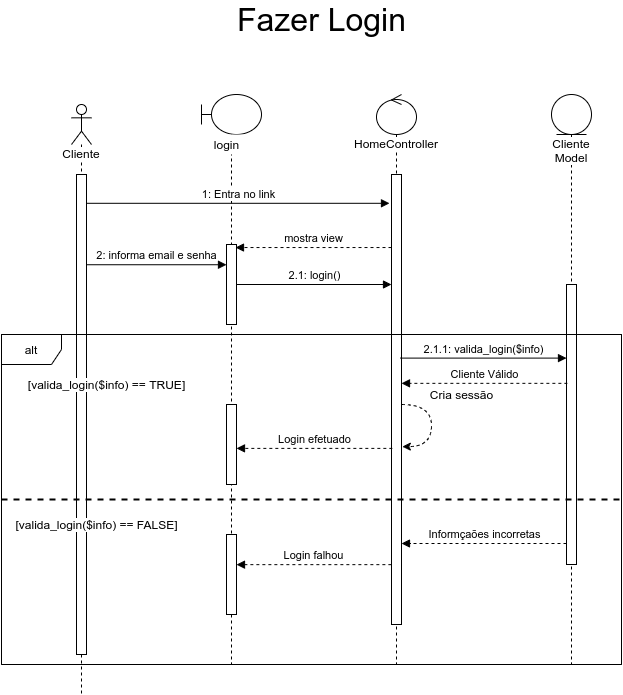 Fazer Login
Cliente
login
HomeController
Cliente
Model
1: Entra no link
mostra view
2: informa email e senha
2.1: login()
alt
2.1.1: valida_login($info)
Cliente Válido
[valida_login($info) == TRUE]
Cria sessão
Login efetuado
[valida_login($info) == FALSE]
Informçaões incorretas
Login falhou